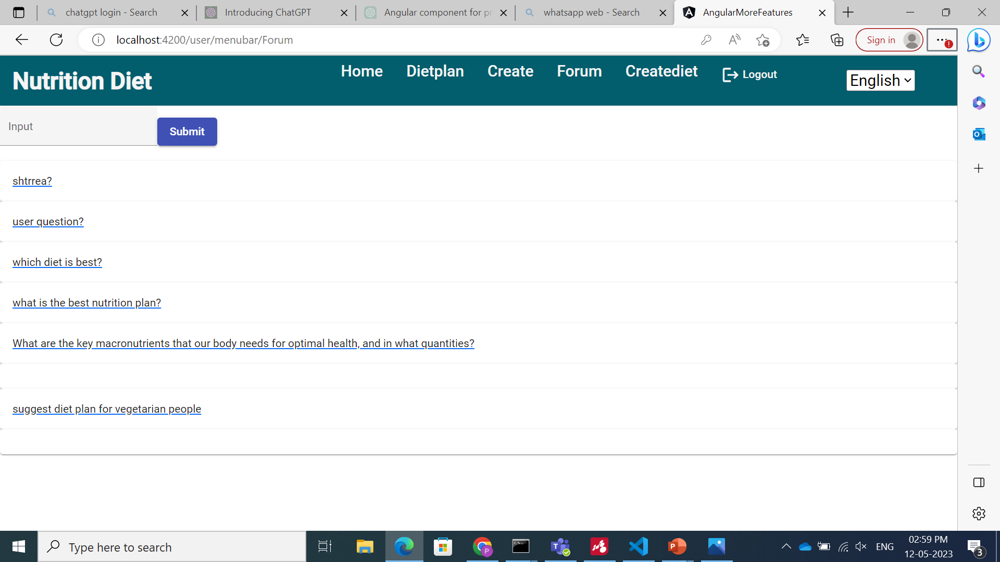 chatgpt login - Search
Introducing ChatGPT
Angular component for pr
whatsapp web - Search
AngularMoreFeatures
localhost:4200/user/menubar/Forum
Sign in
Nutrition Diet
Home
Dietplan
Create
Forum
Creatediet
Logout
English
Input
Submit
shtrrea?
user question?
which diet is best?
what is the best nutrition plan?
What are the key macronutrients that our body needs for optimal health, and in what quantities?
suggest diet plan for vegetarian people
Type here to search
ENG
02:59 PM
12-05-2023
3